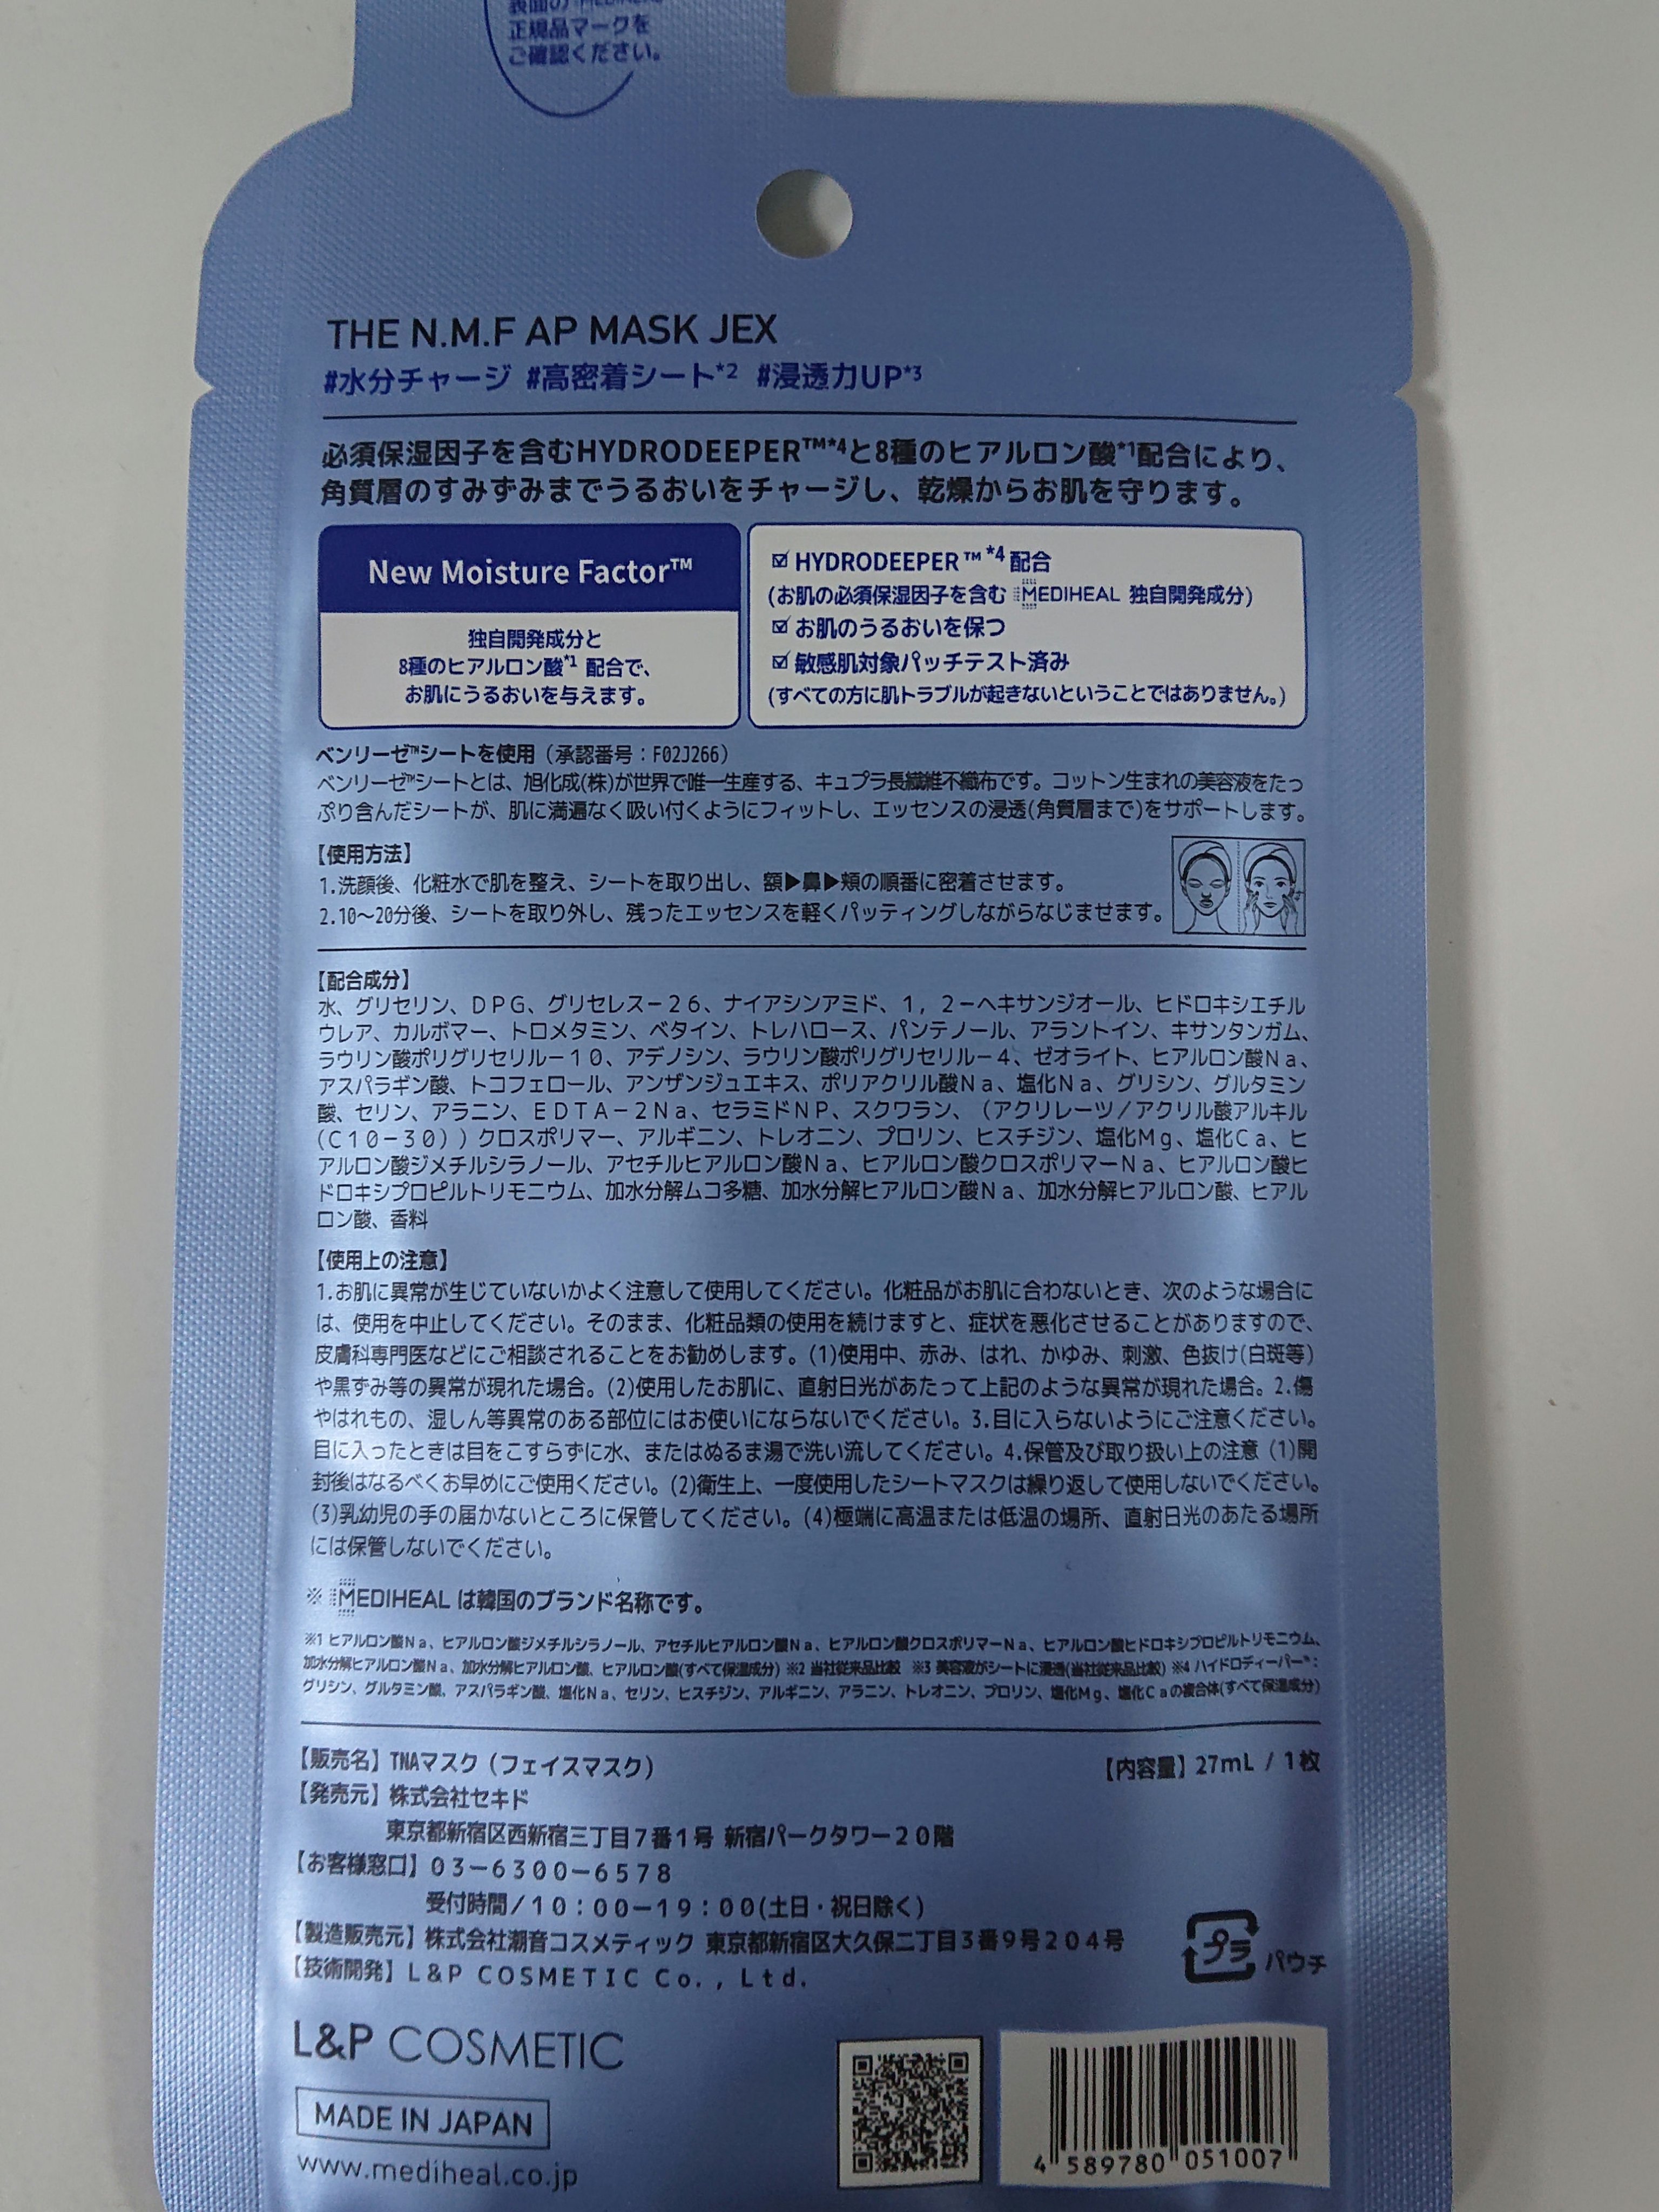 表面の MEDIHEAL
正規品マークを
ご確認ください。
THE N.M.F AP MASK JEX
#水分チャージ #高密着シート*2 #浸透力UP*3
必須保湿因子を含むHYDRODEEPER™*4と8種のヒアルロン酸*1配合により、
角質層のすみずみまでうるおいをチャージし、乾燥からお肌を守ります。
New Moisture Factor™
独自開発成分と
8種のヒアルロン酸*1 配合で、
お肌にうるおいを与えます。
☑ HYDRODEEPER™*4 配合
(お肌の必須保湿因子を含む MEDIHEAL 独自開発成分)
☑ お肌のうるおいを保つ
☑ 敏感肌対象パッチテスト済み
(すべての方に肌トラブルが起きないということではありません。)
ベンリーゼ™シートを使用（承認番号：F02J266）
ベンリーゼ™シートとは、旭化成(株)が世界で唯一生産する、キュプラ長繊維不織布です。コットン生まれの美容液をたっ
ぷり含んだシートが、肌に満遍なく吸い付くようにフィットし、エッセンスの浸透(角質層まで)をサポートします。
【使用方法】
1.洗顔後、化粧水で肌を整え、シートを取り出し、額▶鼻▶頬の順番に密着させます。
2.10〜20分後、シートを取り外し、残ったエッセンスを軽くパッティングしながらなじませます。
【配合成分】
水、グリセリン、ＤＰＧ、グリセレス－２６、ナイアシンアミド、１，２－ヘキサンジオール、ヒドロキシエチル
ウレア、カルボマー、トロメタミン、ベタイン、トレハロース、パンテノール、アラントイン、キサンタンガム、
ラウリン酸ポリグリセリル－１０、アデノシン、ラウリン酸ポリグリセリル－４、ゼオライト、ヒアルロン酸Ｎａ、
アスパラギン酸、トコフェロール、アンザンジュエキス、ポリアクリル酸Ｎａ、塩化Ｎａ、グリシン、グルタミン
酸、セリン、アラニン、ＥＤＴＡ－２Ｎａ、セラミドＮＰ、スクワラン、（アクリレーツ／アクリル酸アルキル
（Ｃ１０－３０））クロスポリマー、アルギニン、トレオニン、プロリン、ヒスチジン、塩化Ｍｇ、塩化Ｃａ、ヒ
アルロン酸ジメチルシラノール、アセチルヒアルロン酸Ｎａ、ヒアルロン酸クロスポリマーＮａ、ヒアルロン酸ヒ
ドロキシプロピルトリモニウム、加水分解ムコ多糖、加水分解ヒアルロン酸Ｎａ、加水分解ヒアルロン酸、ヒアル
ロン酸、香料
【使用上の注意】
1.お肌に異常が生じていないかよく注意して使用してください。化粧品がお肌に合わないとき、次のような場合に
は、使用を中止してください。そのまま、化粧品類の使用を続けますと、症状を悪化させることがありますので、
皮膚科専門医などにご相談されることをお勧めします。(1)使用中、赤み、はれ、かゆみ、刺激、色抜け(白斑等)
や黒ずみ等の異常が現れた場合。(2)使用したお肌に、直射日光があたって上記のような異常が現れた場合。2.傷
やはれもの、湿しん等異常のある部位にはお使いにならないでください。3.目に入らないようにご注意ください。
目に入ったときは目をこすらずに水、またはぬるま湯で洗い流してください。4.保管及び取り扱い上の注意 (1)開
封後はなるべくお早めにご使用ください。(2)衛生上、一度使用したシートマスクは繰り返して使用しないでください。
(3)乳幼児の手の届かないところに保管してください。(4)極端に高温または低温の場所、直射日光のあたる場所
には保管しないでください。
※ MEDIHEAL は韓国のブランド名称です。
※1 ヒアルロン酸Ｎａ、ヒアルロン酸ジメチルシラノール、アセチルヒアルロン酸Ｎａ、ヒアルロン酸クロスポリマーＮａ、ヒアルロン酸ヒドロキシプロピルトリモニウム、
加水分解ヒアルロン酸Ｎａ、加水分解ヒアルロン酸、ヒアルロン酸(すべて保湿成分) ※2 当社従来品比較 ※3 美容液がシートに浸透(当社従来品比較) ※4 ハイドロディーパー™：
グリシン、グルタミン酸、アスパラギン酸、塩化Ｎａ、セリン、ヒスチジン、アルギニン、アラニン、トレオニン、プロリン、塩化Ｍｇ、塩化Ｃａの複合体(すべて保湿成分)
【販売名】TNAマスク（フェイスマスク） 【内容量】27mL / 1枚
【発売元】株式会社セキド
東京都新宿区西新宿三丁目７番１号 新宿パークタワー２０階
【お客様窓口】０３－６３００－６５７８
受付時間／１０：００－１９：００(土日・祝日除く)
【製造販売元】株式会社潮音コスメティック 東京都新宿区大久保二丁目３番９号２０４号
【技術開発】Ｌ＆Ｐ ＣＯＳＭＥＴＩＣ Ｃｏ．，Ｌｔｄ．
プラ パウチ
L&P COSMETIC
MADE IN JAPAN
www.mediheal.co.jp
4 589780 051007